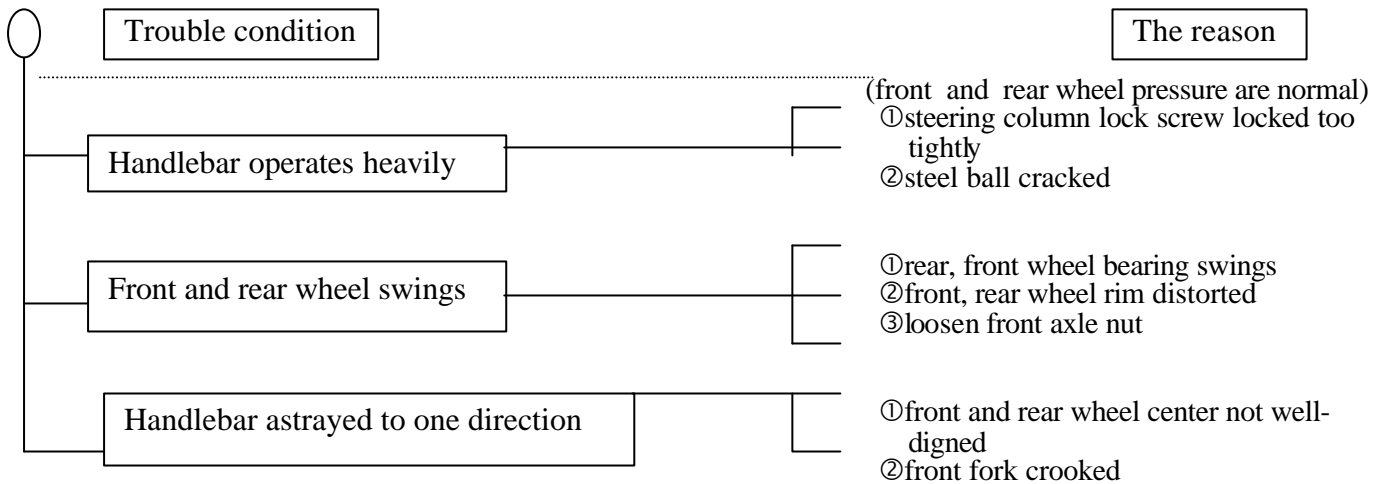 Trouble condition
The reason
(front and rear wheel pressure are normal)
Handlebar operates heavily
①steering column lock screw locked too
tightly
②steel ball cracked
Front and rear wheel swings
①rear, front wheel bearing swings
②front, rear wheel rim distorted
③loosen front axle nut
Handlebar astrayed to one direction
①front and rear wheel center not well-
digned
②front fork crooked